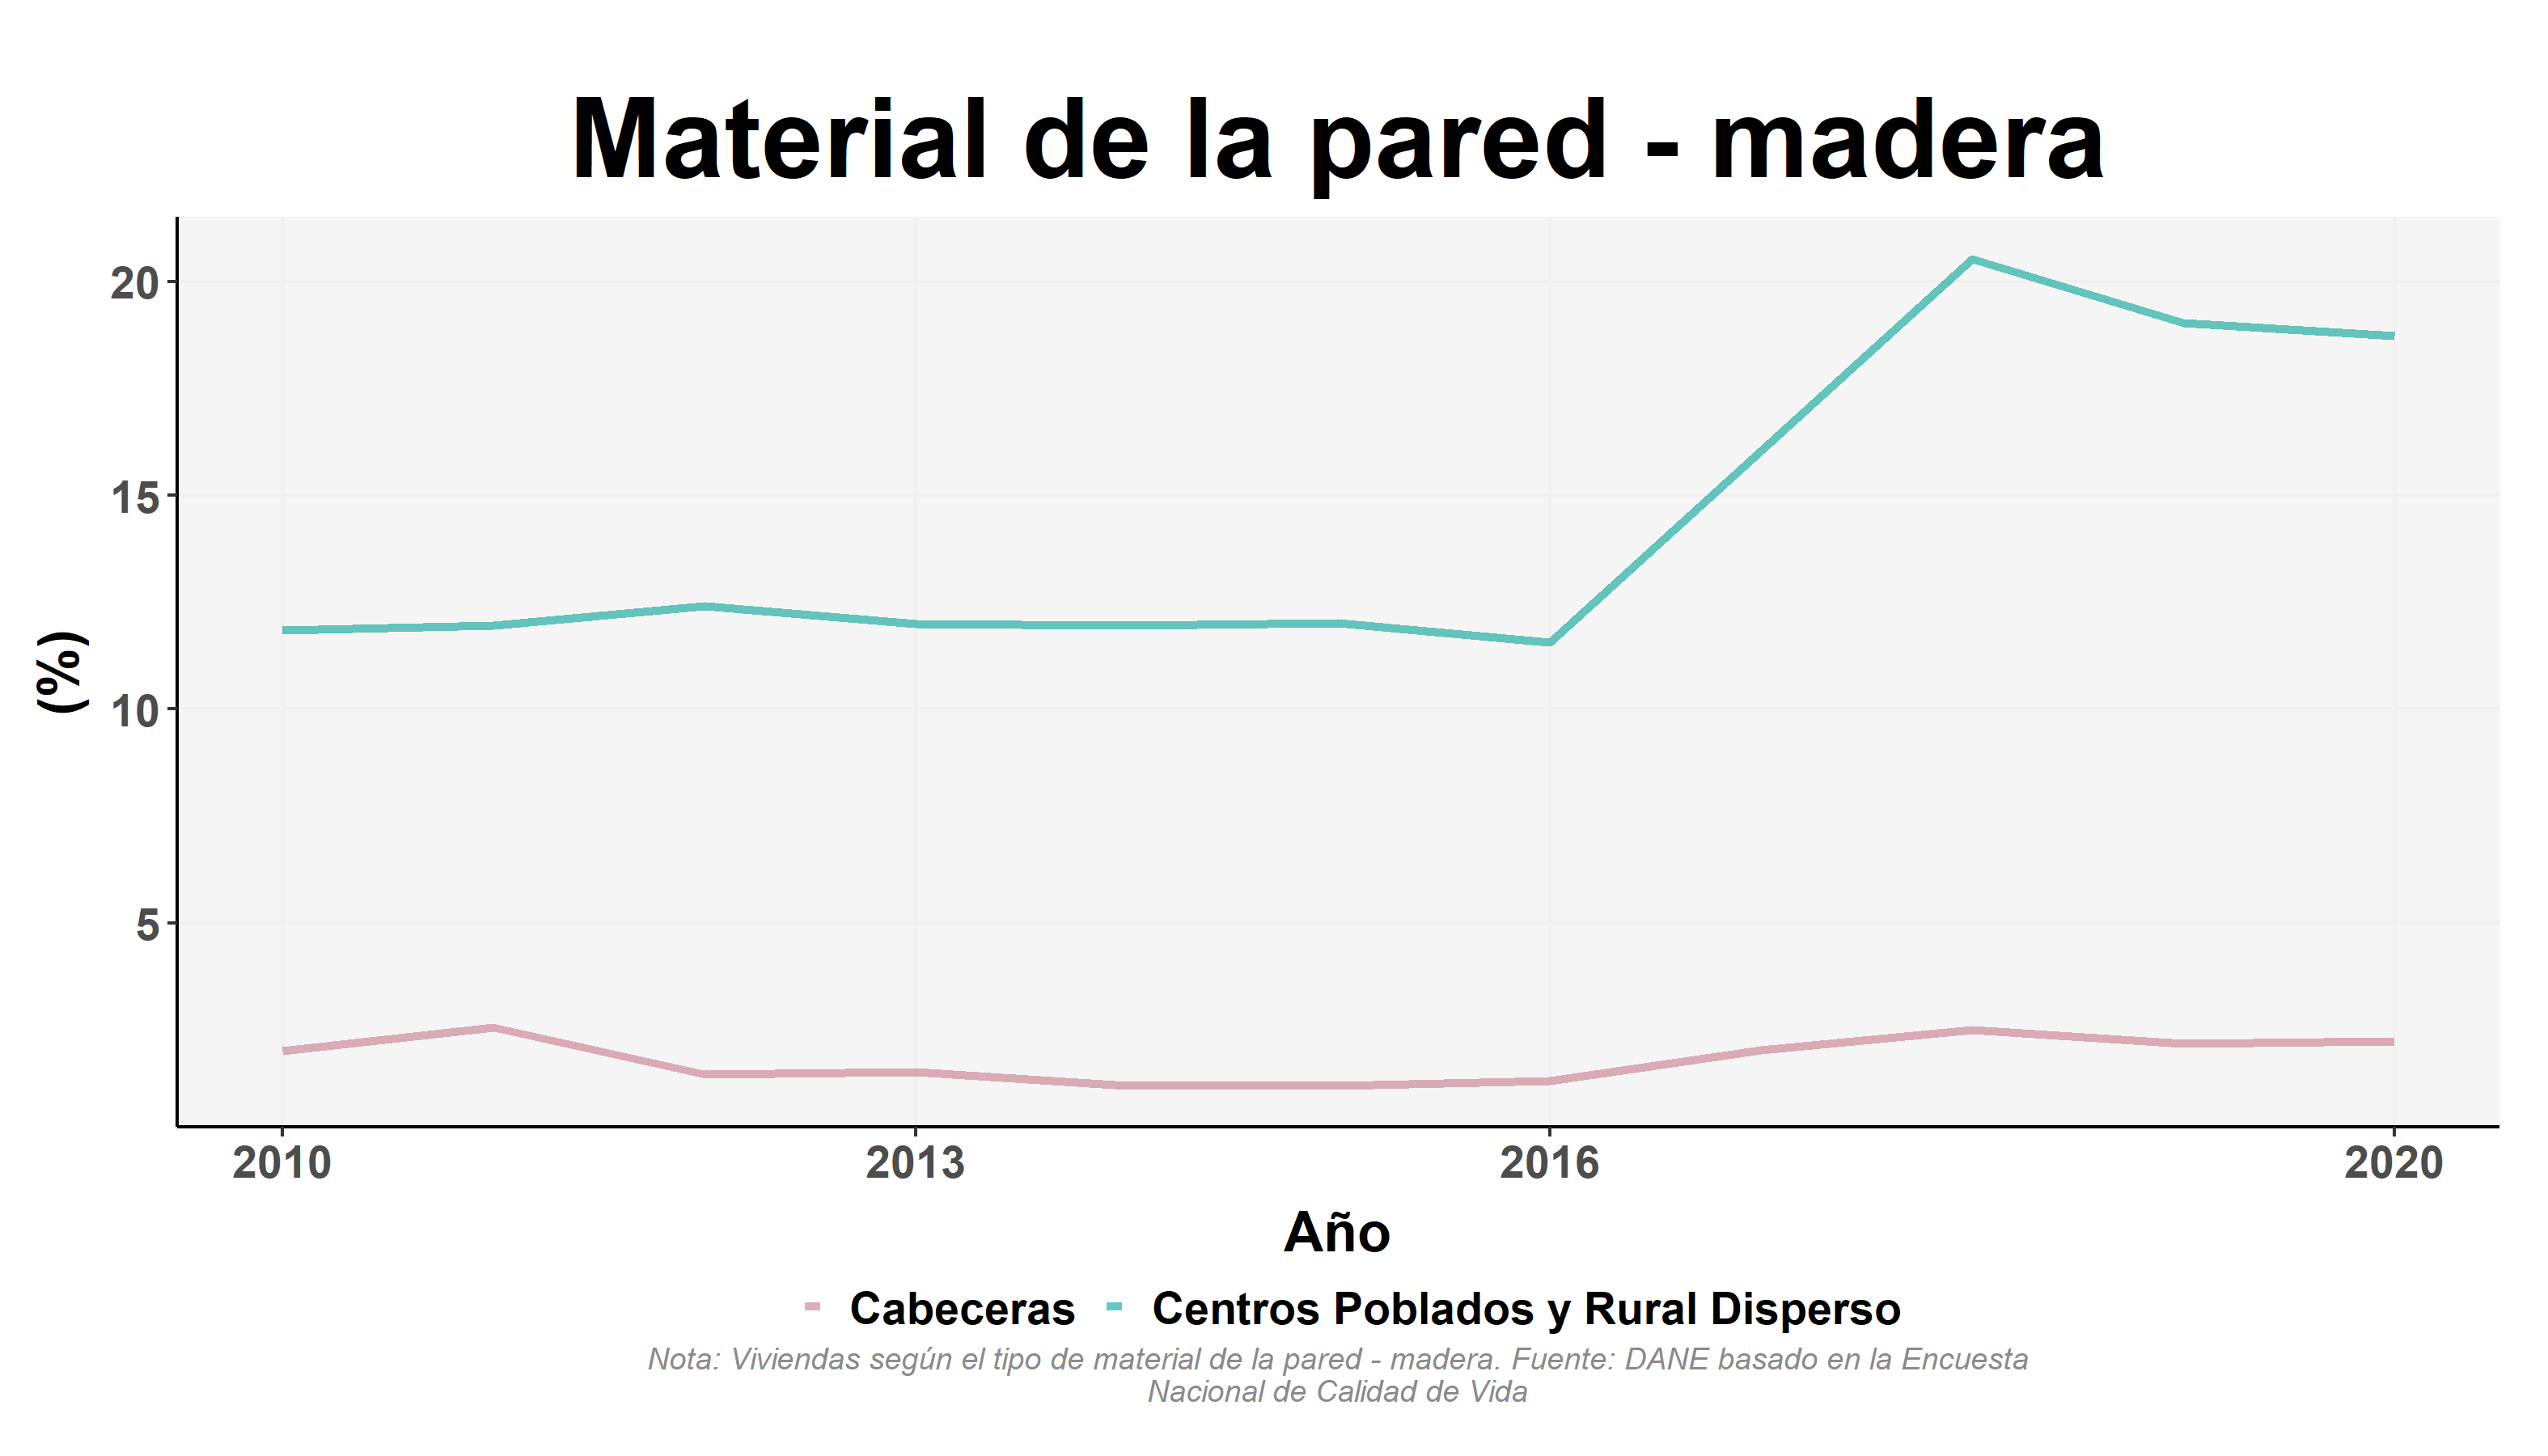 Material de la pared - madera
20
15
10
5
(%)
2010 2013 2016 2020
Año
Cabeceras Centros Poblados y Rural Disperso
Nota: Viviendas según el tipo de material de la pared - madera. Fuente: DANE basado en la Encuesta
Nacional de Calidad de Vida